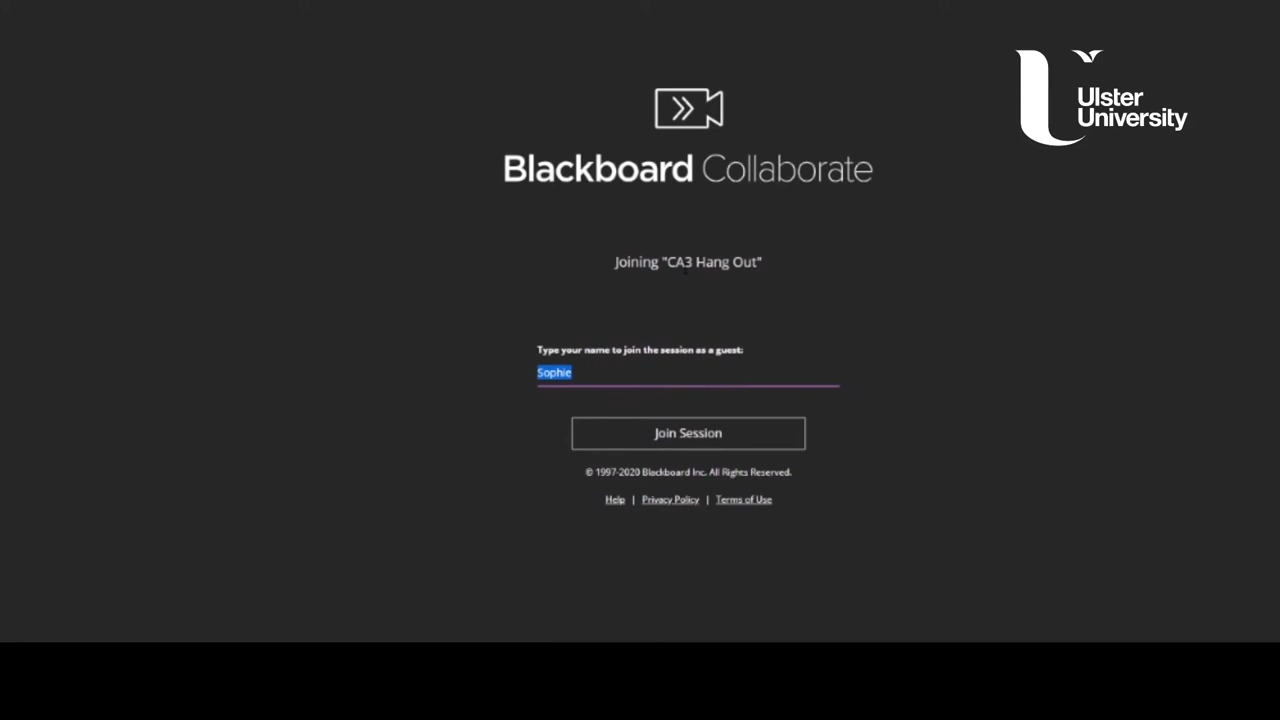 Ulster
University
Blackboard Collaborate
Joining "CA3 Hang Out"
Type your name to join the session as a guest:
Sophie
Join Session
© 1997-2020 Blackboard Inc. All Rights Reserved.
Help | Privacy Policy | Terms of Use